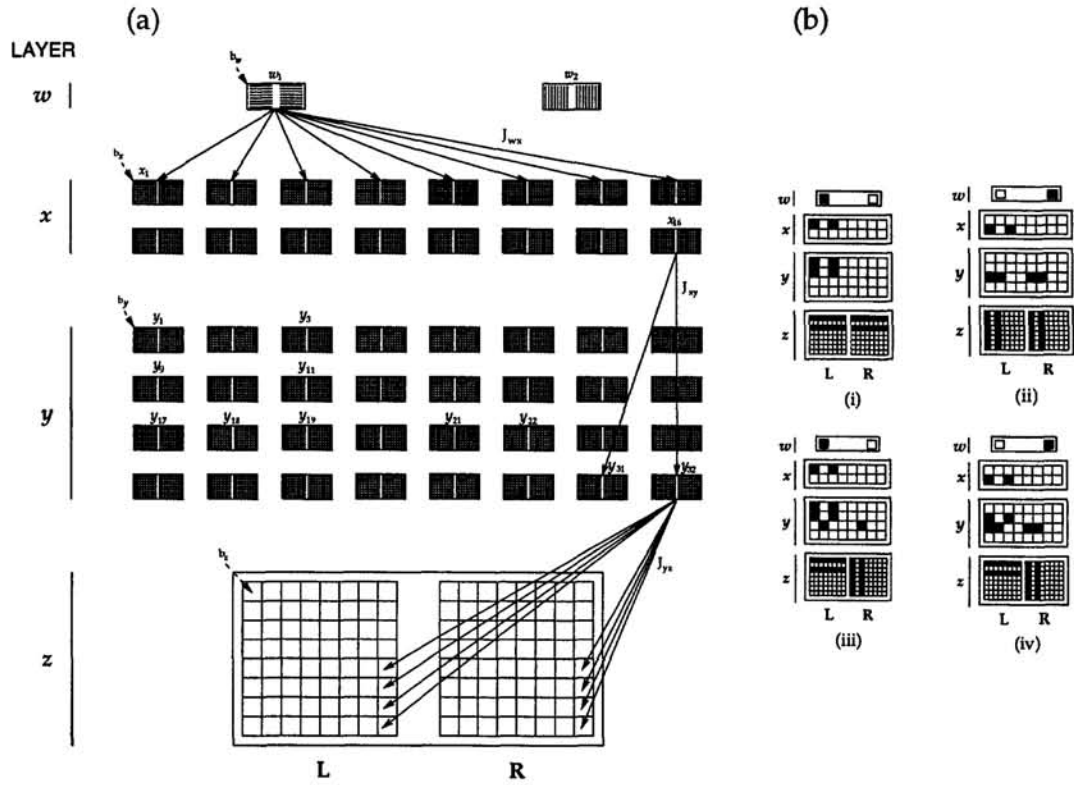 (a) (b)
LAYER
w b_w w_1 w_2
J_wx
x b_x x_1
x_16
J_xy
y b_y y_1 y_3
y_9 y_11
y_17 y_18 y_19 y_21 y_22
y_31 y_32
z b_z J_yz
L R
w w
x x
y y
z z
L R L R
(i) (ii)
w w
x x
y y
z z
L R L R
(iii) (iv)